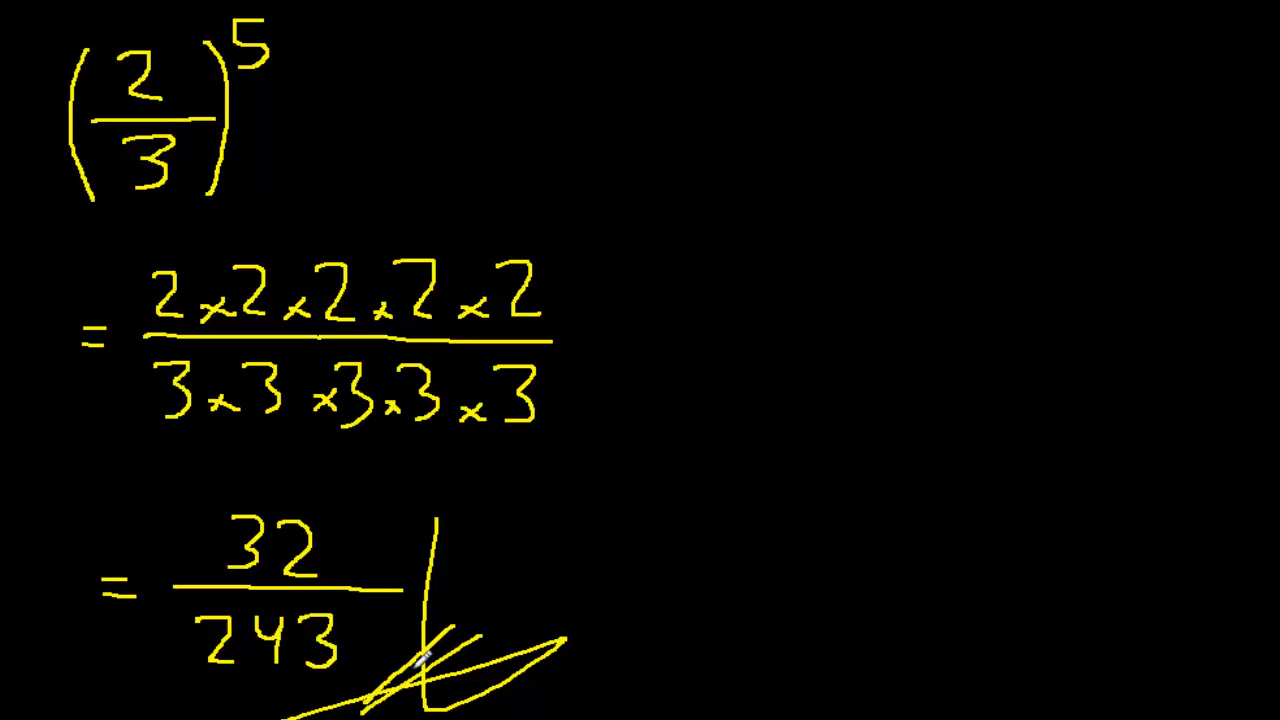 (2/3)^5
= 2 × 2 × 2 × 2 × 2
3 × 3 × 3 × 3 × 3
= 32
243